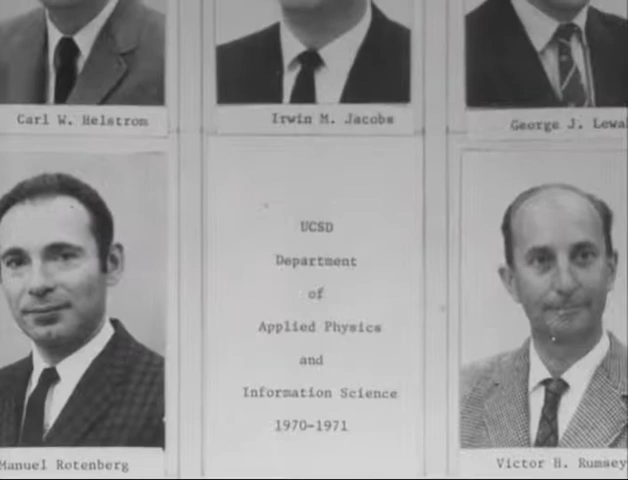 Carl W. Helstrom
Irwin M. Jacobs
George J. Lewa
UCSD
Department
of
Applied Physics
and
Information Science
1970-1971
Manuel Rotenberg
Victor H. Rumsey